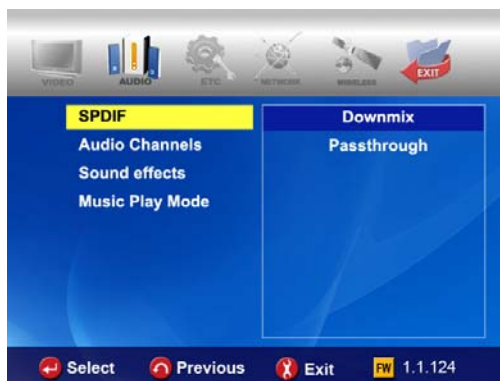 VIDEO AUDIO ETC NETWORK WIRELESS EXIT
SPDIF Downmix
Audio Channels Passthrough
Sound effects
Music Play Mode
Select Previous Exit FW 1.1.124